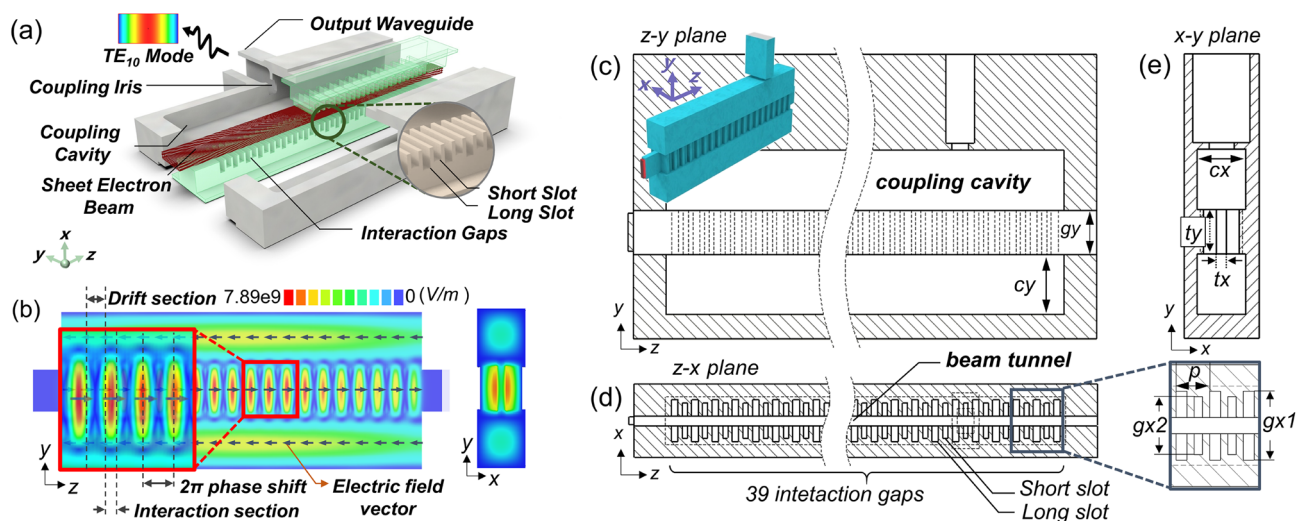 (a)
TE10 Mode
Output Waveguide
Coupling Iris
Coupling
Cavity
Sheet Electron
Beam
Short Slot
Long Slot
Interaction Gaps
x
y
z
(b)
Drift section
7.89e9
0 (V/m)
y
z
2π phase shift
Interaction section
Electric field
vector
y
x
(c)
z-y plane
y
x
z
coupling cavity
gy
cy
y
z
(d)
z-x plane
beam tunnel
x
z
39 intetaction gaps
Short slot
Long slot
(e)
x-y plane
cx
ty
tx
y
x
p
gx2
gx1